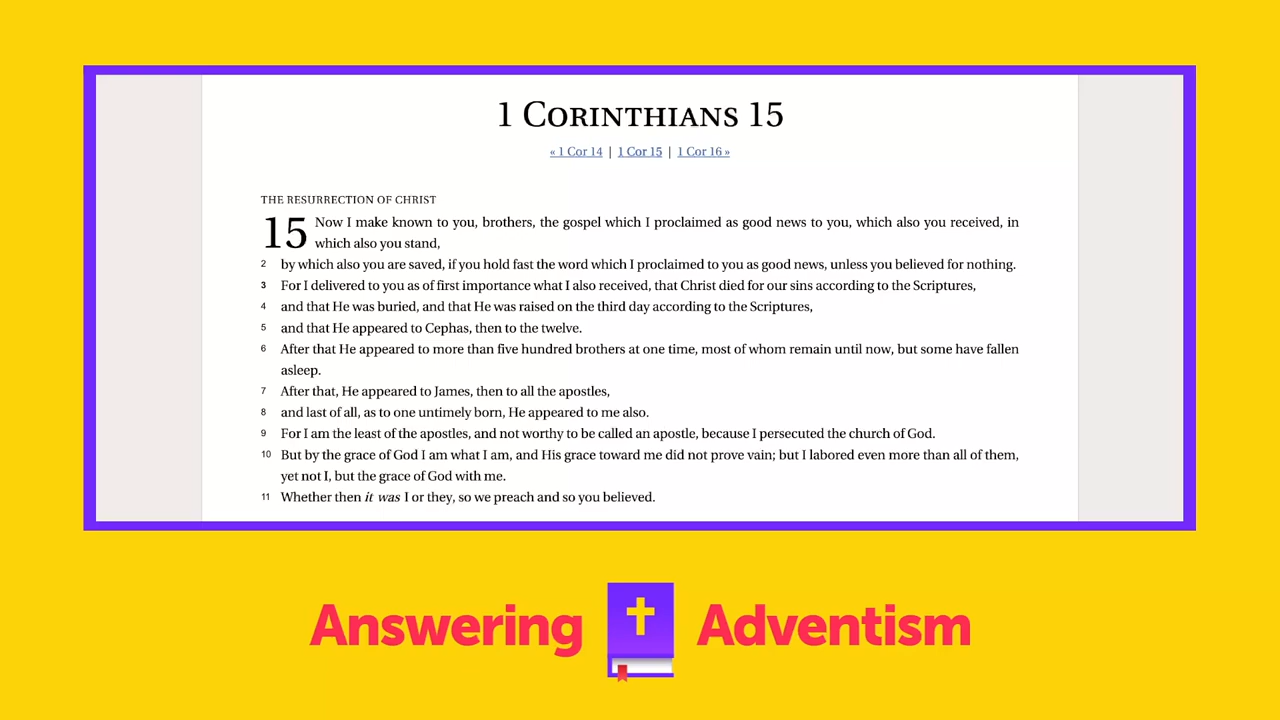 1 Corinthians 15
« 1 Cor 14 | 1 Cor 15 | 1 Cor 16 »
THE RESURRECTION OF CHRIST
15 Now I make known to you, brothers, the gospel which I proclaimed as good news to you, which also you received, in
which also you stand,
2 by which also you are saved, if you hold fast the word which I proclaimed to you as good news, unless you believed for nothing.
3 For I delivered to you as of first importance what I also received, that Christ died for our sins according to the Scriptures,
4 and that He was buried, and that He was raised on the third day according to the Scriptures,
5 and that He appeared to Cephas, then to the twelve.
6 After that He appeared to more than five hundred brothers at one time, most of whom remain until now, but some have fallen
asleep.
7 After that, He appeared to James, then to all the apostles,
8 and last of all, as to one untimely born, He appeared to me also.
9 For I am the least of the apostles, and not worthy to be called an apostle, because I persecuted the church of God.
10 But by the grace of God I am what I am, and His grace toward me did not prove vain; but I labored even more than all of them,
yet not I, but the grace of God with me.
11 Whether then it was I or they, so we preach and so you believed.
Answering Adventism